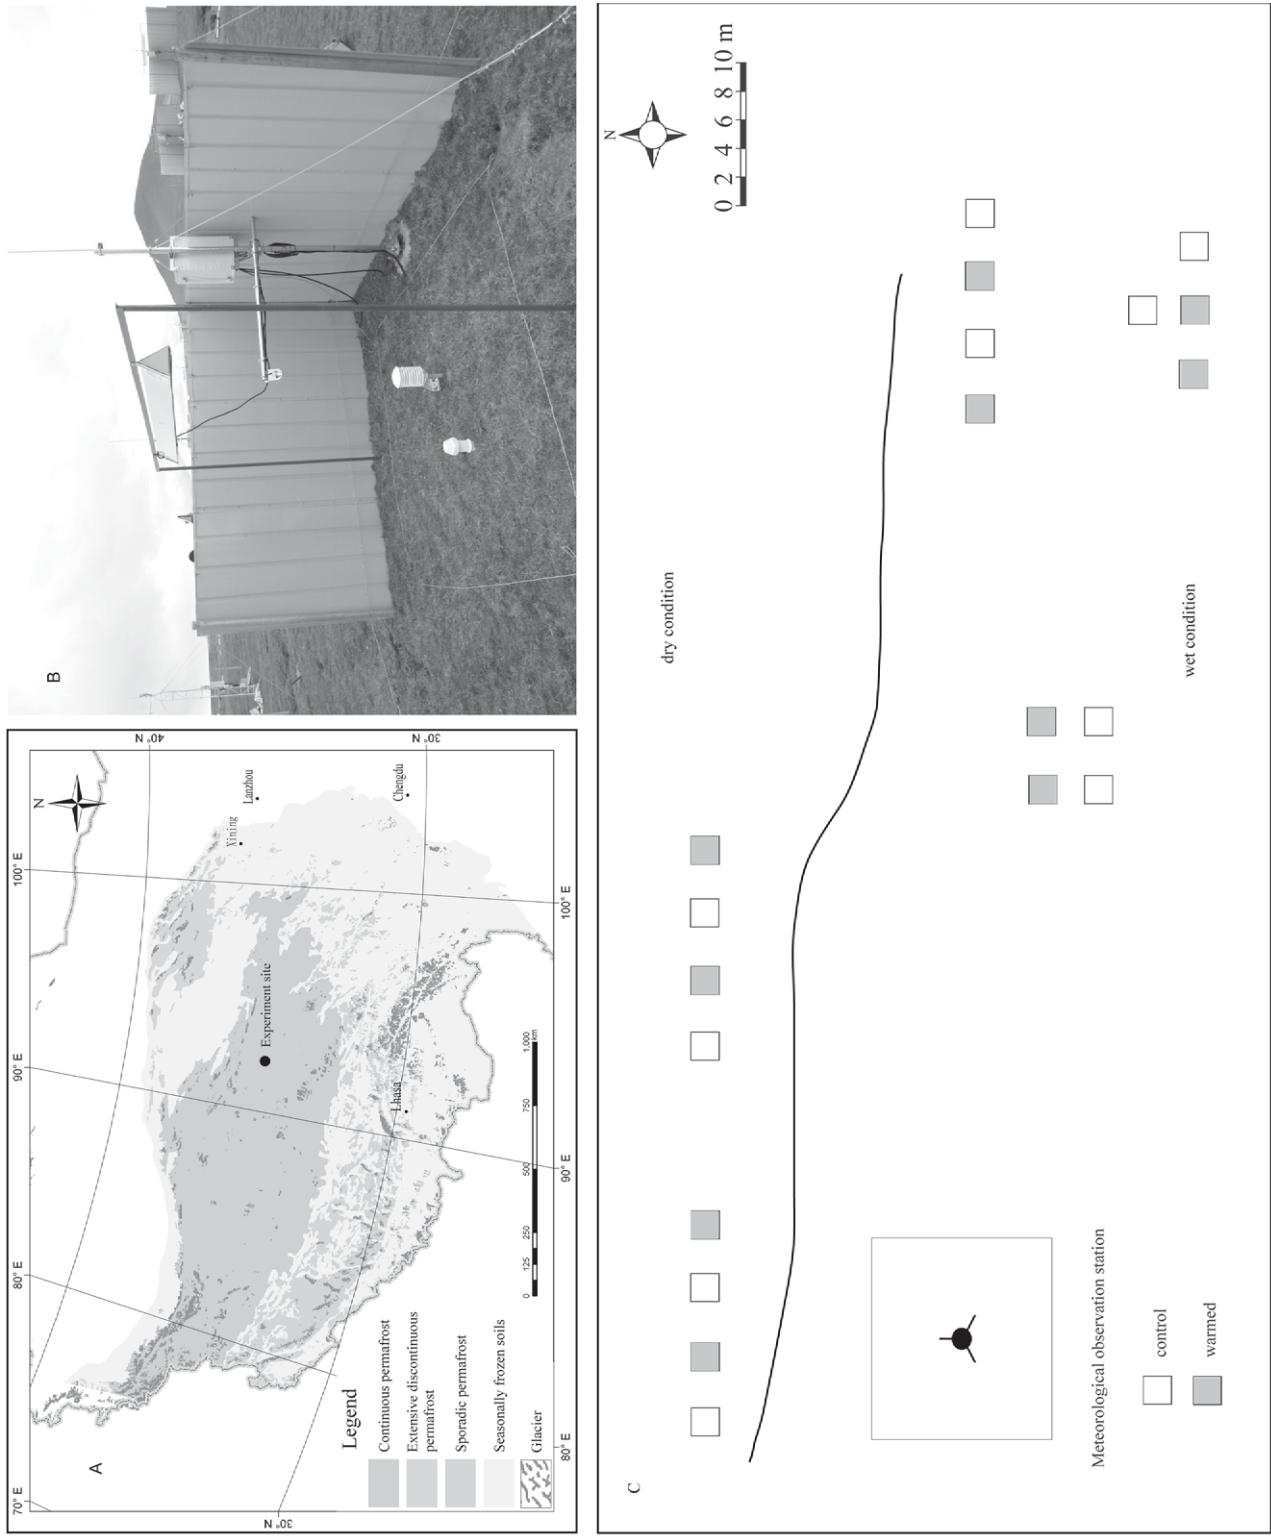 A
70° E
80° E
90° E
100° E
N
40° N
30° N
30° N
80° E
90° E
100° E
Xining
Lanzhou
Chengdu
Lhasa
Experiment site
Legend
Continuous permafrost
Extensive discontinuous
permafrost
Sporadic permafrost
Seasonally frozen soils
Glacier
0 125 250 500 750 1,000
km
B
C
N
0 2 4 6 8 10 m
dry condition
wet condition
Meteorological observation station
control
warmed